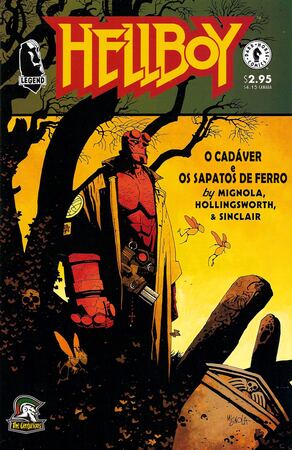 HELLBOY
LEGEND
DARK HORSE COMICS
$2.95
$4.15 CANADA
O CADÁVER
e
OS SAPATOS DE FERRO
by MIGNOLA,
HOLLINGSWORTH,
& SINCLAIR
MIGNOLA
The Centurions